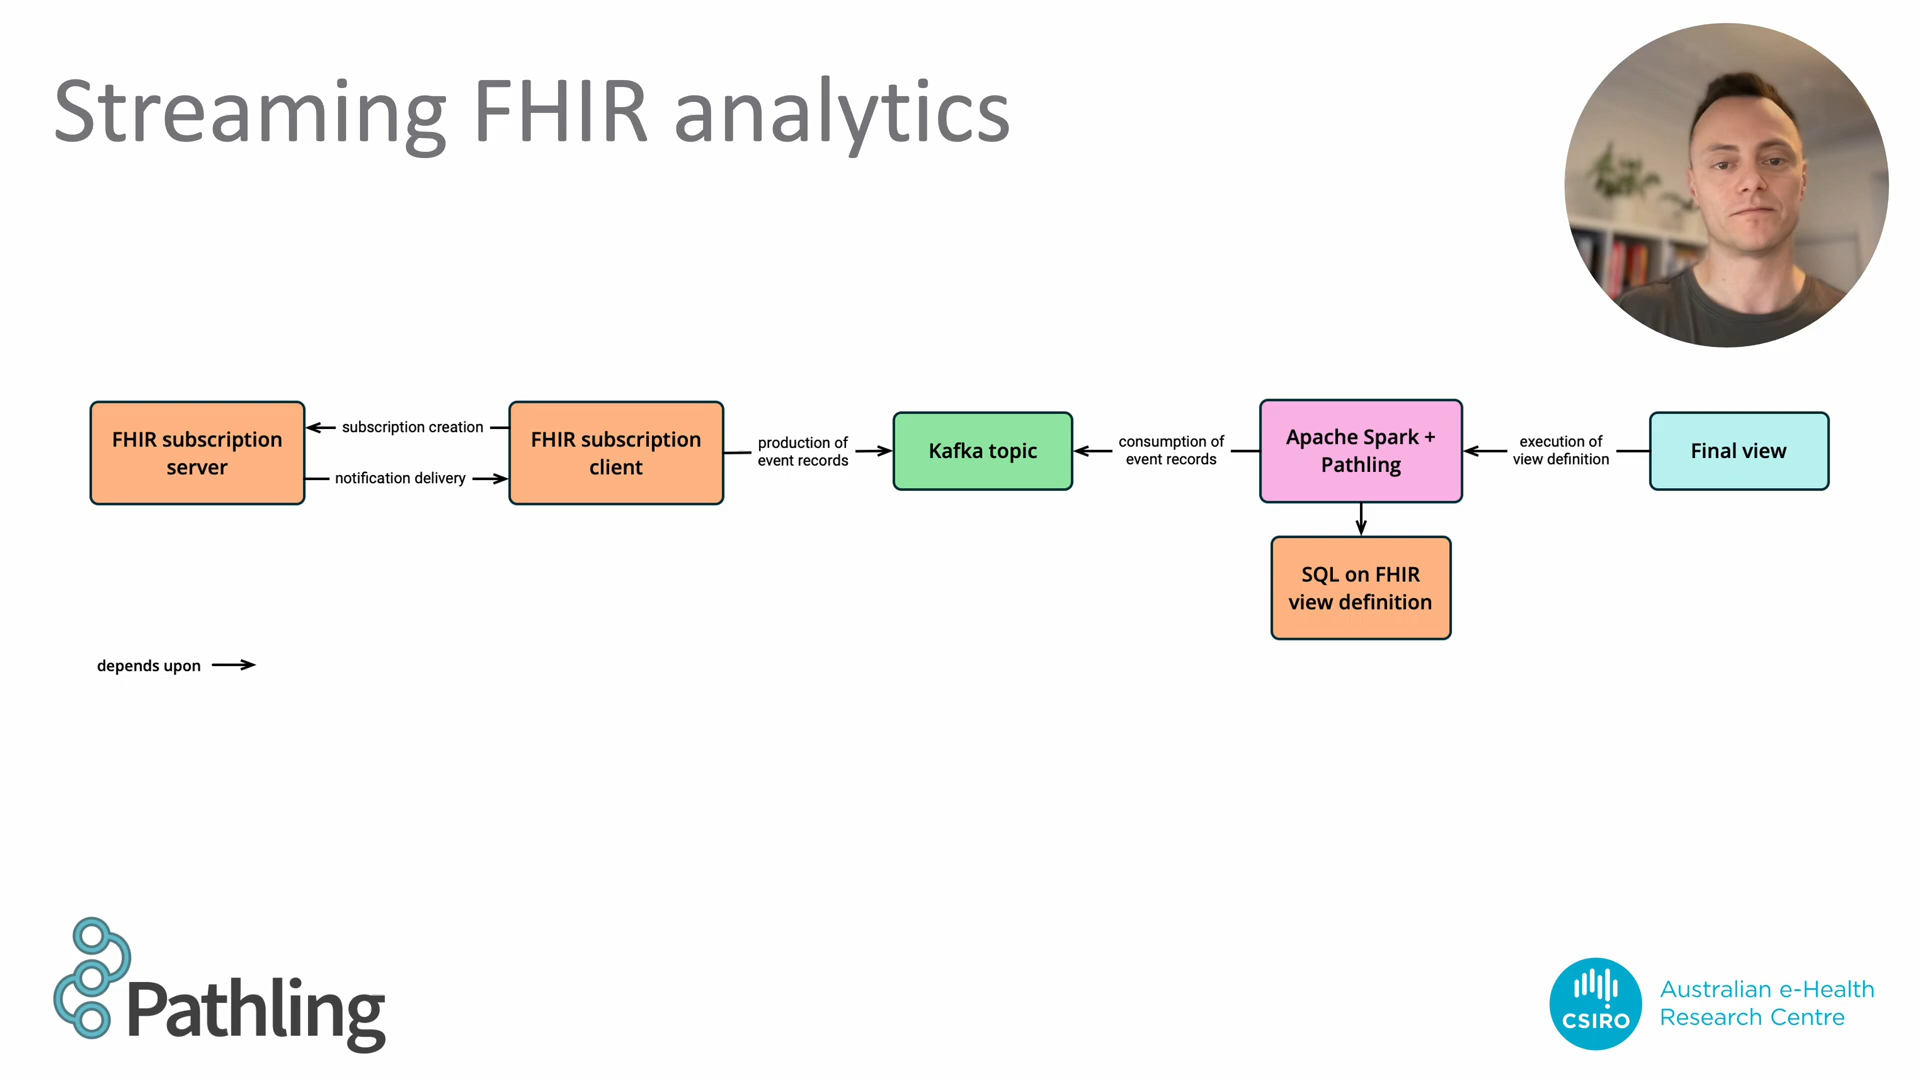 Streaming FHIR analytics
FHIR subscription
server
subscription creation
notification delivery
FHIR subscription
client
production of
event records
Kafka topic
consumption of
event records
Apache Spark +
Pathling
execution of
view definition
Final view
SQL on FHIR
view definition
depends upon
Pathling
CSIRO
Australian e-Health
Research Centre